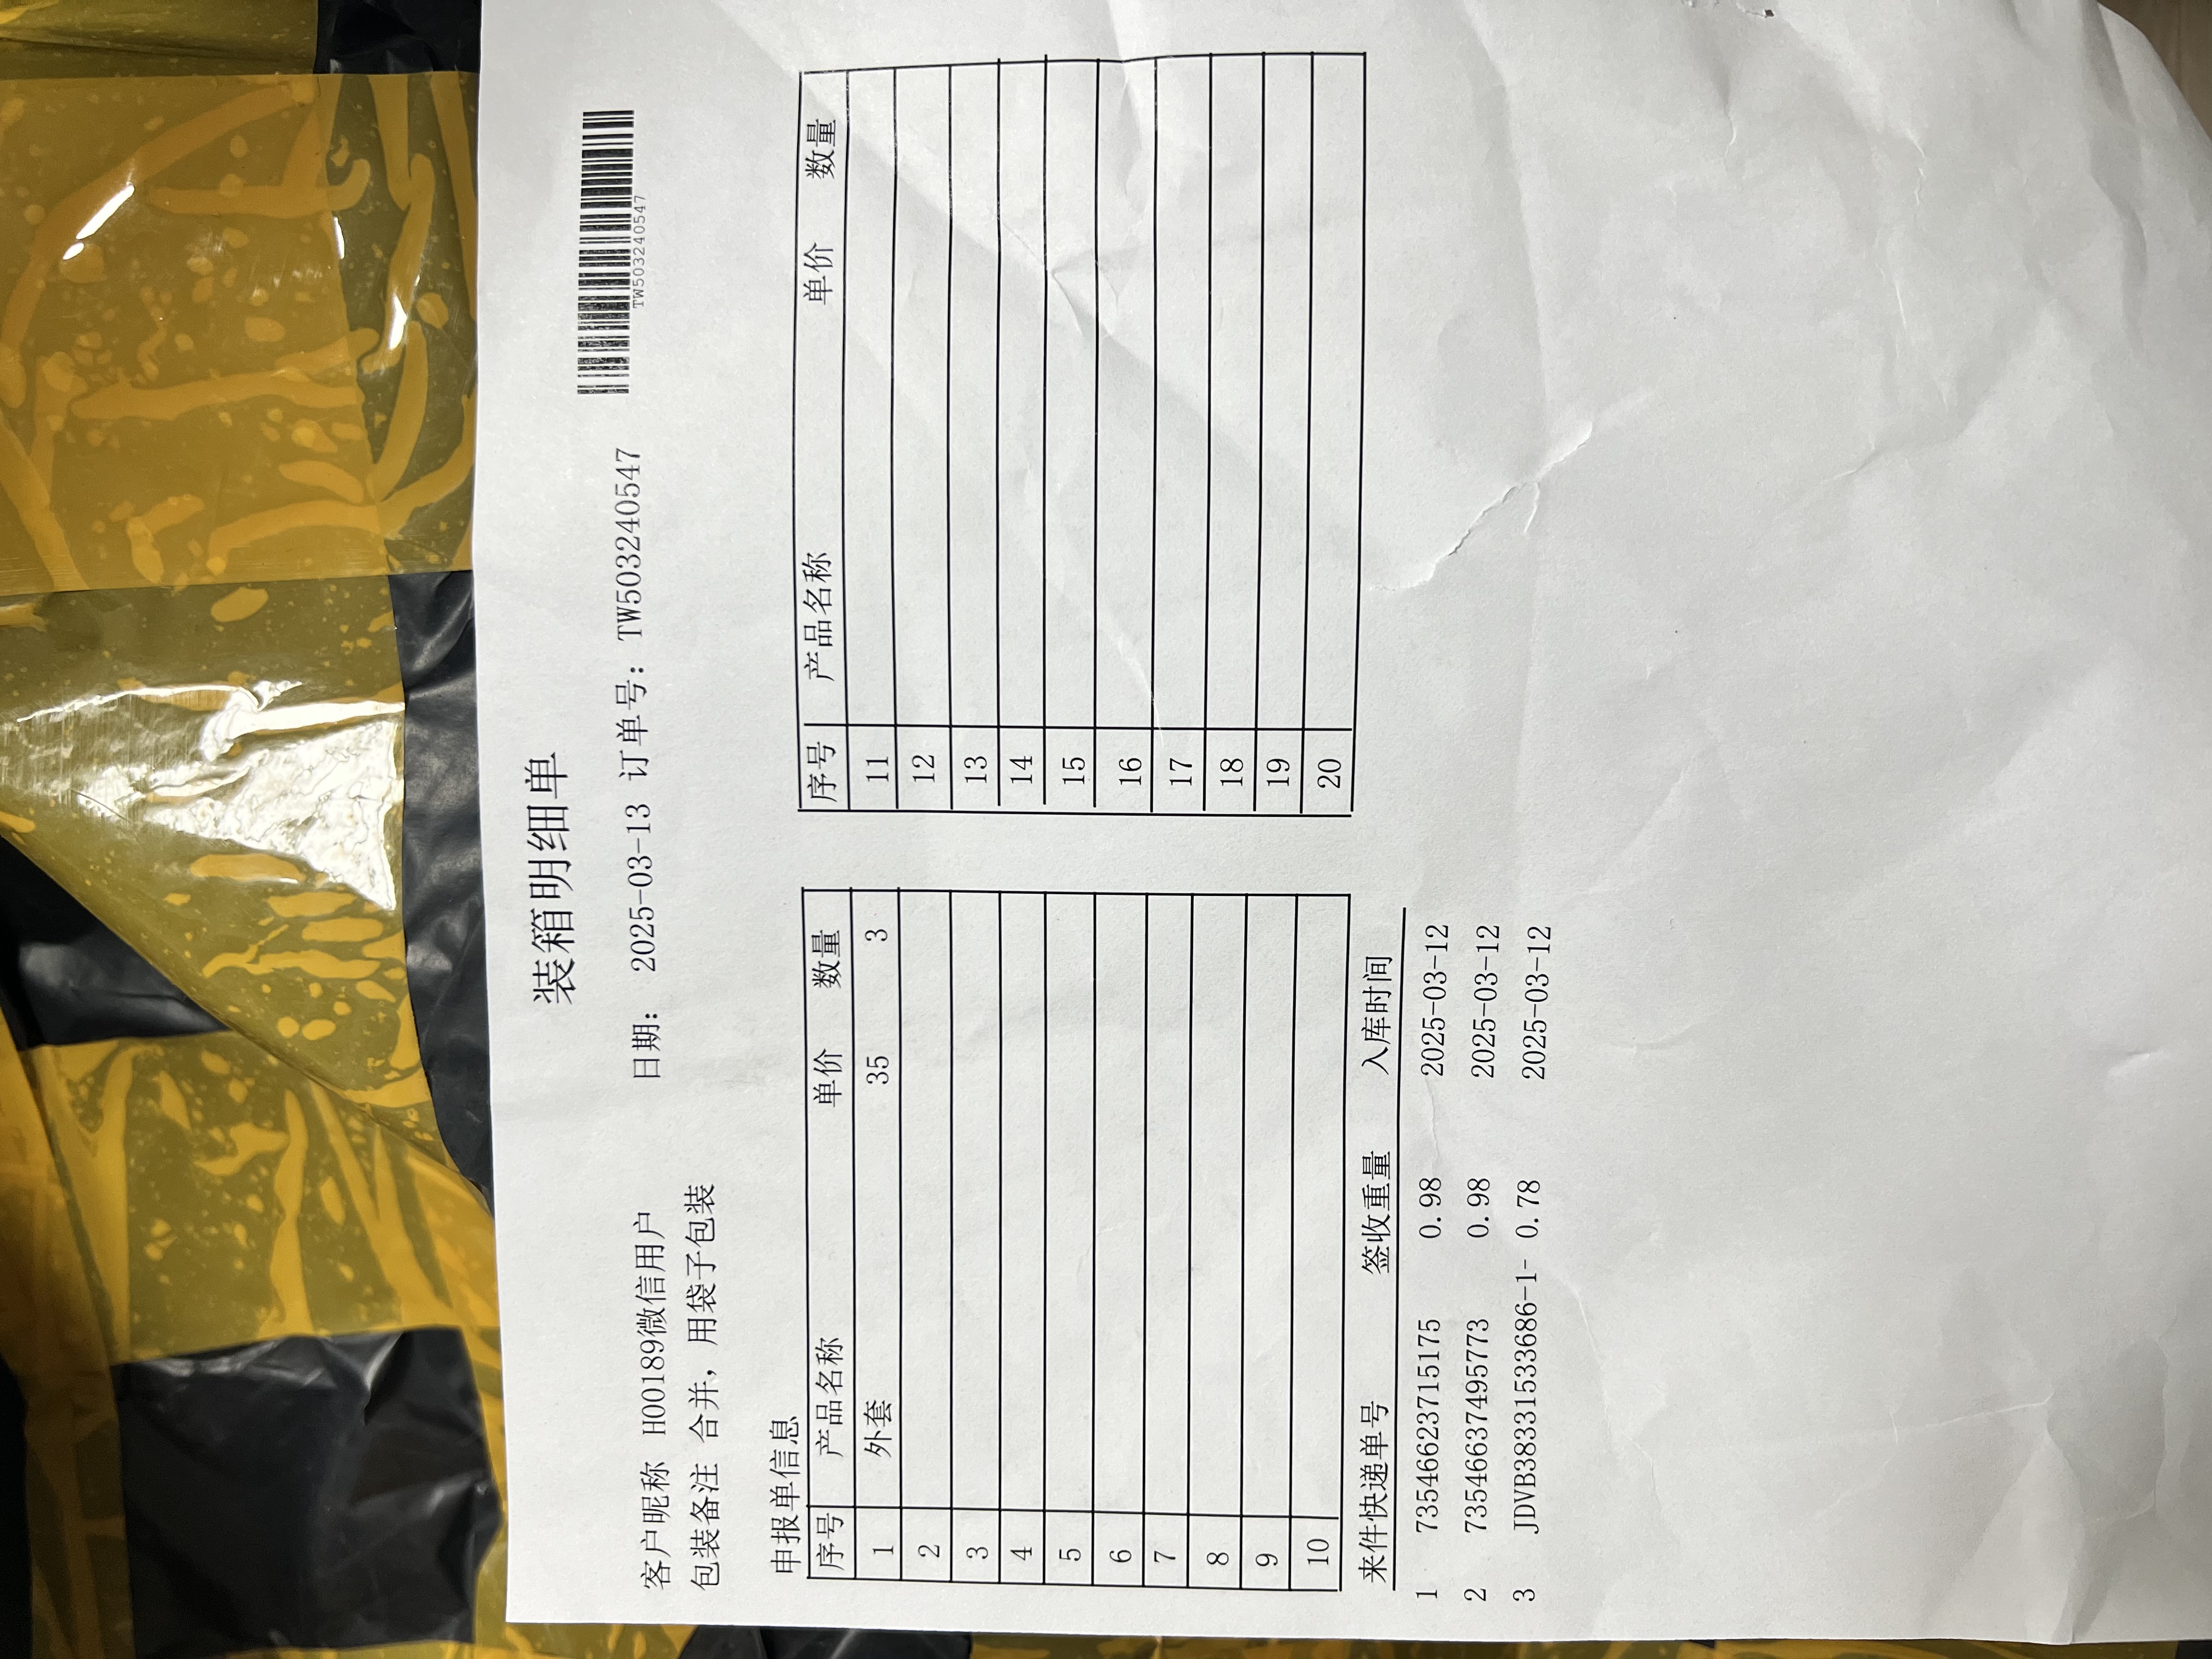 装箱明细单
客户昵称 H00189微信用户 日期： 2025-03-13 订单号：TW503240547
TW503240547
包装备注 合并，用袋子包装
申报单信息
序号 产品名称 单价 数量
1 外套 35 3
2
3
4
5
6
7
8
9
10
序号 产品名称 单价 数量
11
12
13
14
15
16
17
18
19
20
来件快递单号 签收重量 入库时间
1 73546623715175 0.98 2025-03-12
2 73546637495773 0.98 2025-03-12
3 JDVB38331533686-1- 0.78 2025-03-12